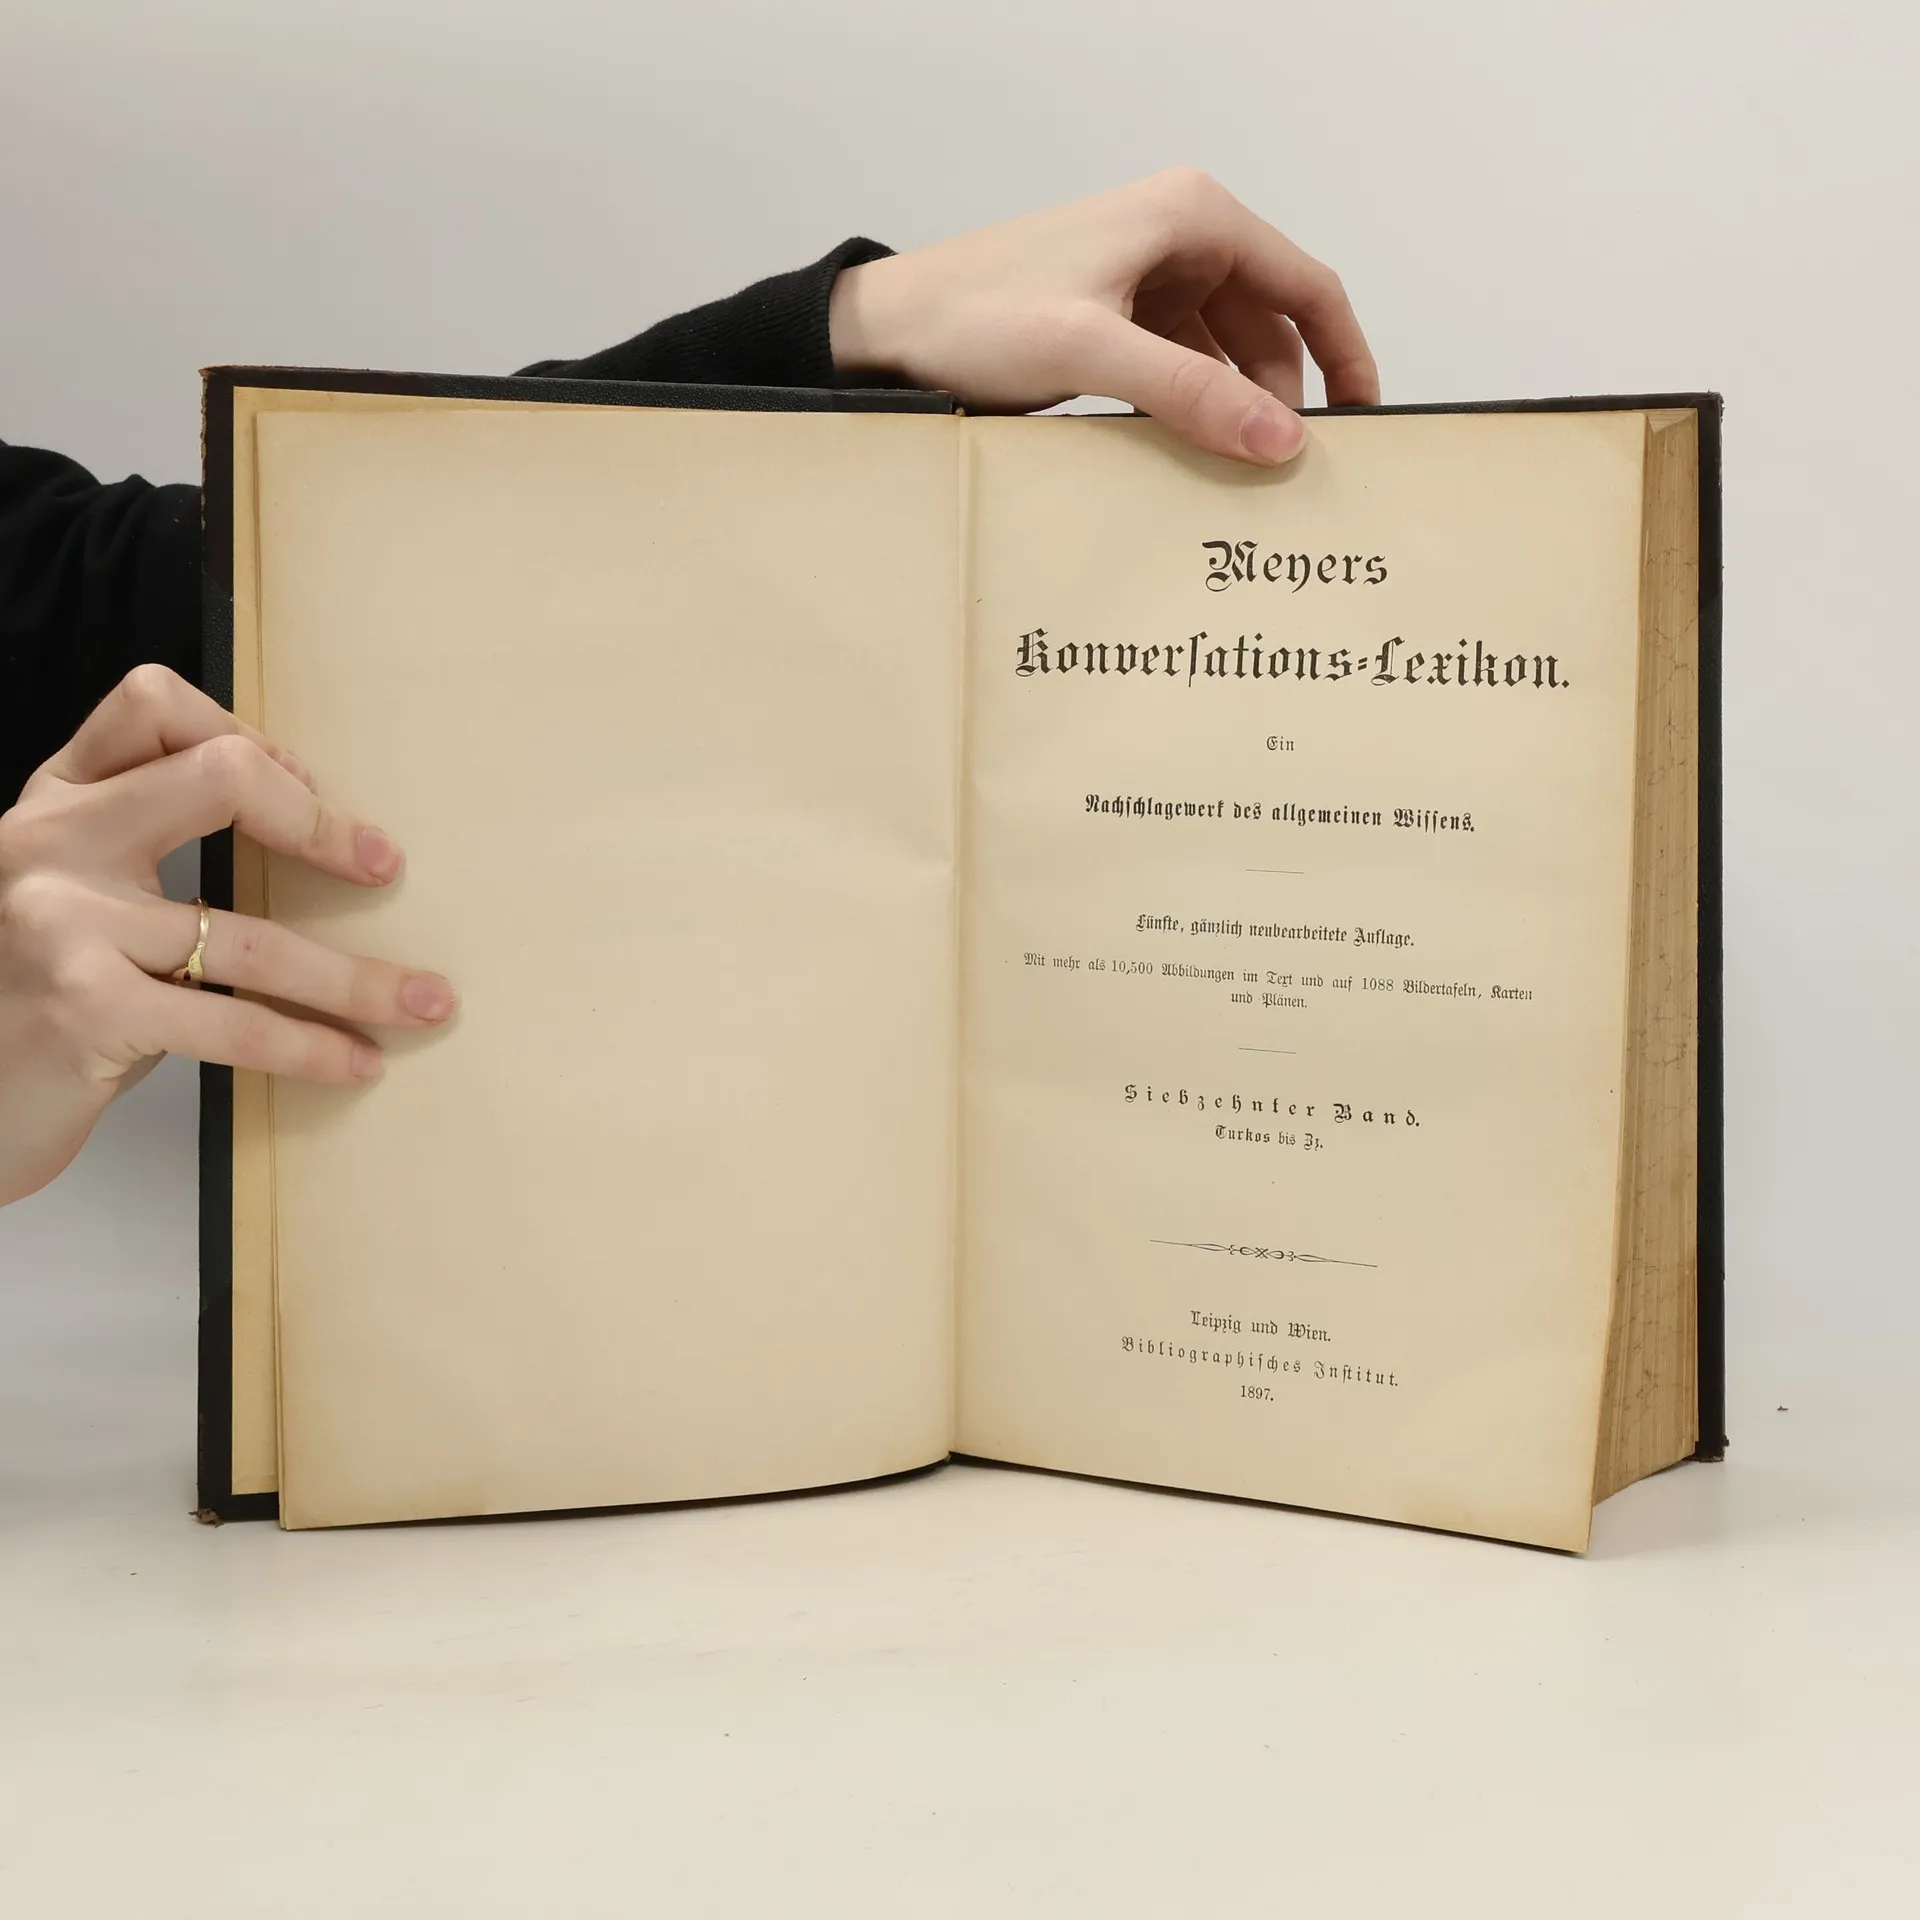 Meyers
Konverſations-Lexikon.
Ein
Nachſchlagewerk des allgemeinen Wiſſens.
Fünfte, gänzlich neubearbeitete Auflage.
Mit mehr als 10,500 Abbildungen im Text und auf 1088 Bildertafeln, Karten
und Plänen.
Siebzehnter Band.
Turkos bis Zz.
Leipzig und Wien.
Bibliographiſches Inſtitut.
1897.